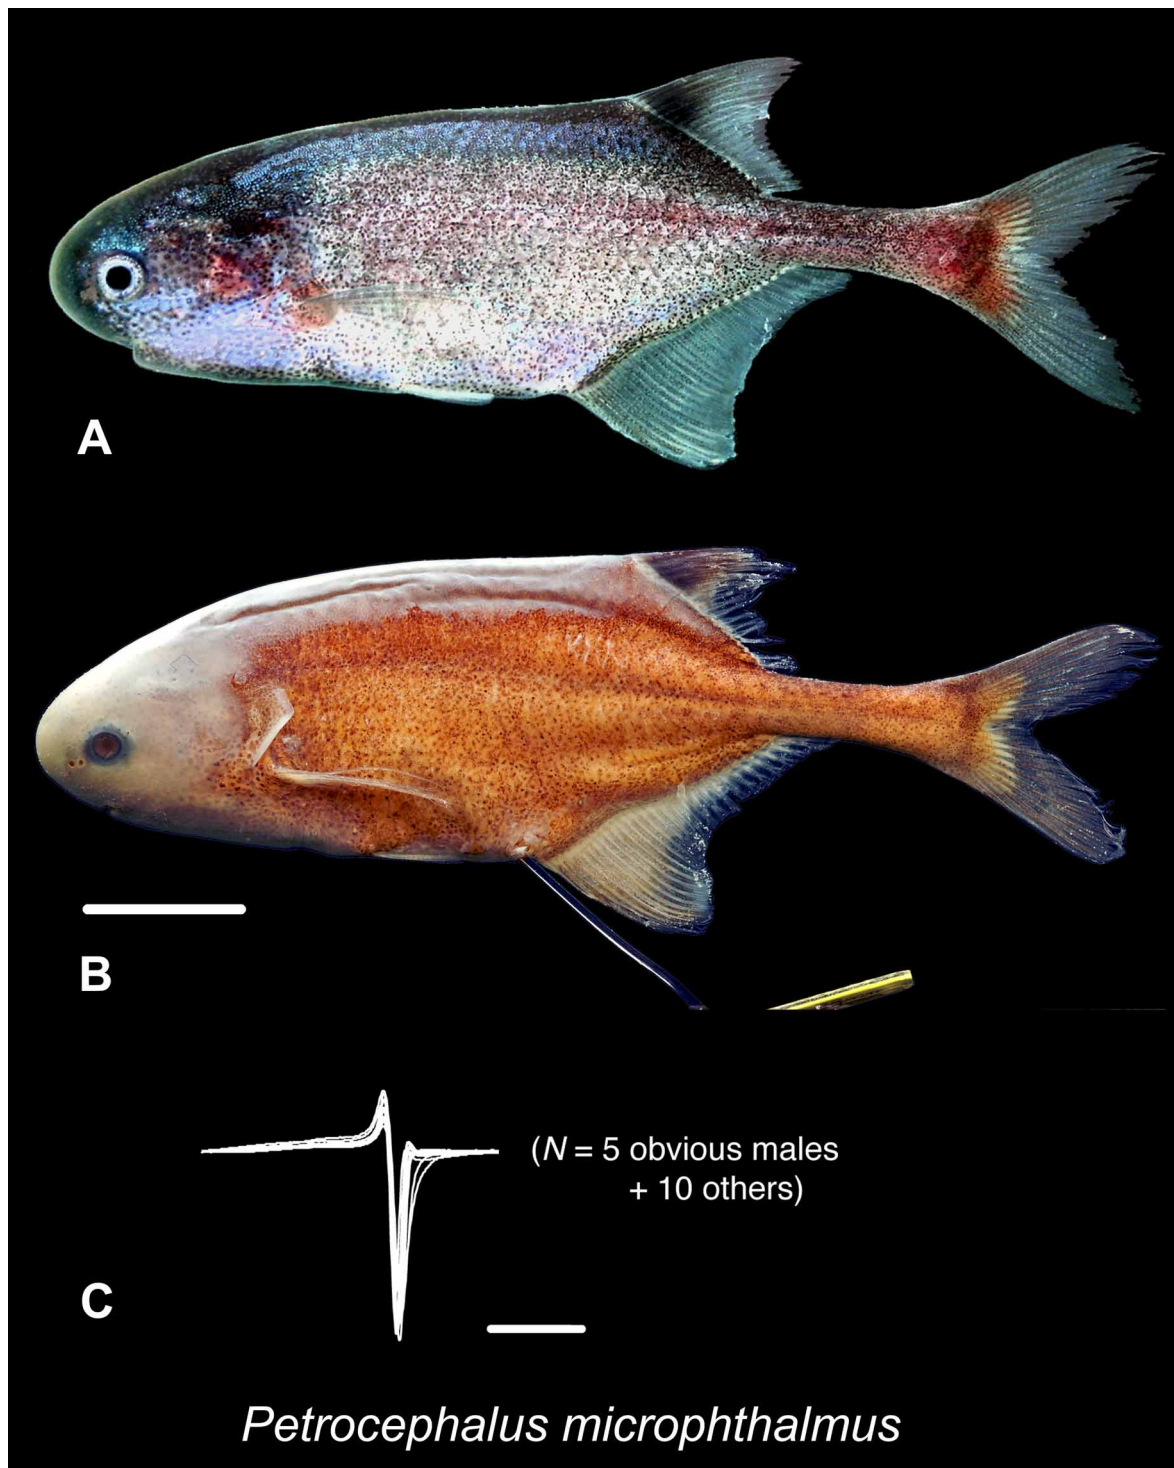 A
B
(N = 5 obvious males
+ 10 others)
C
Petrocephalus microphthalmus